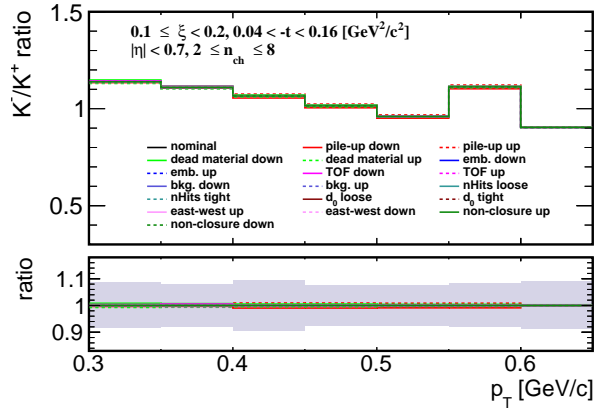 K⁻/K⁺ ratio
1.5
1
0.5
0.1 ≤ ξ < 0.2, 0.04 < -t < 0.16 [GeV²/c²]
|η| < 0.7, 2 ≤ n_ch ≤ 8
nominal pile-up down pile-up up
dead material down dead material up emb. down
emb. up TOF down TOF up
bkg. down bkg. up nHits loose
nHits tight d₀ loose d₀ tight
east-west up east-west down non-closure up
non-closure down
ratio
1.1
1.0
0.9
0.3 0.4 0.5 0.6
p_T [GeV/c]